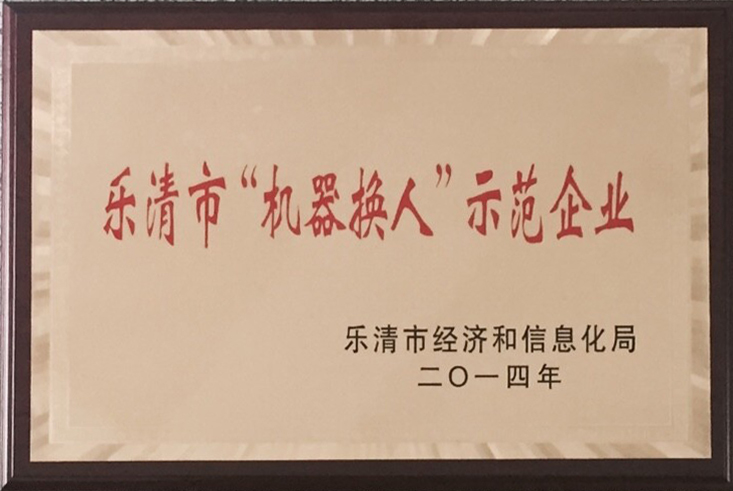 乐清市“机器换人”示范企业
乐清市经济和信息化局
二〇一四年